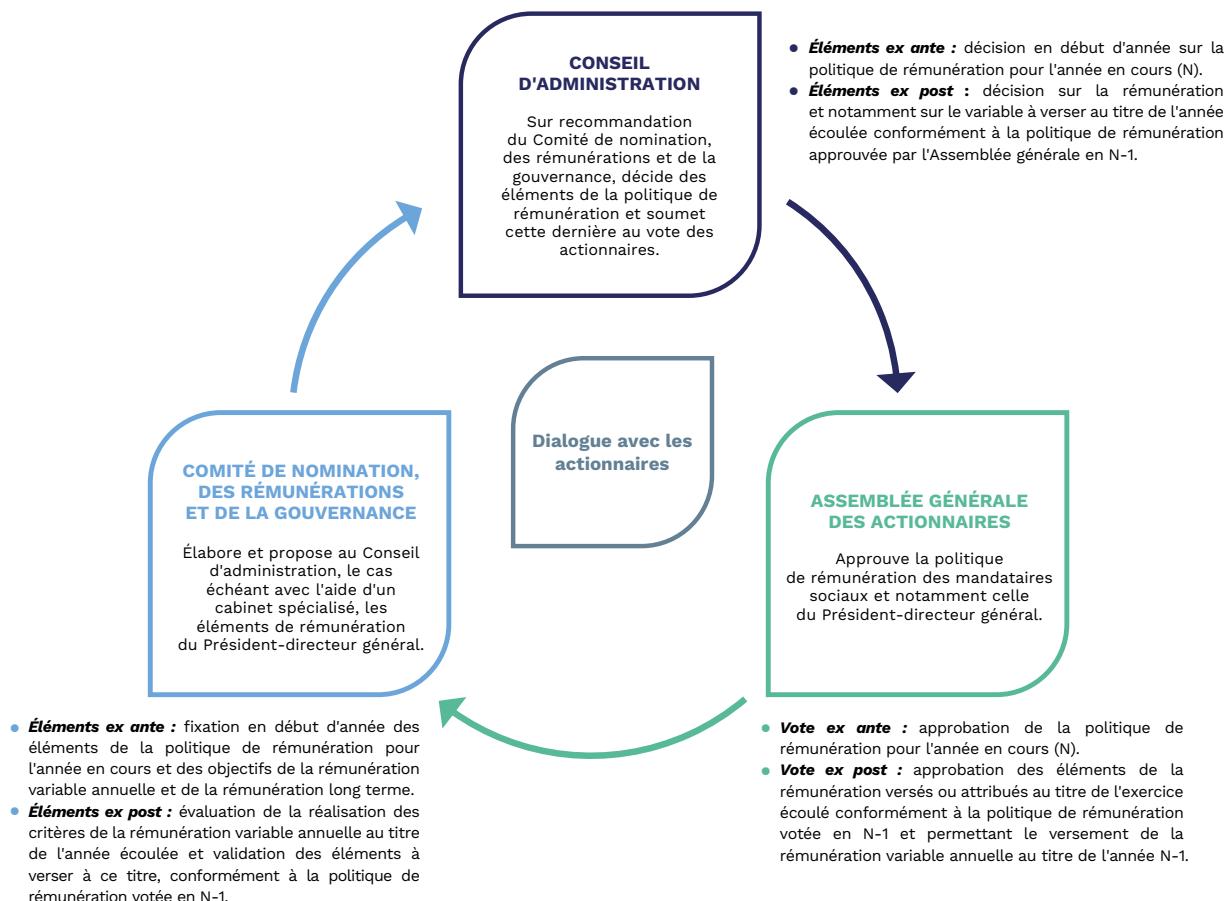 CONSEIL
D'ADMINISTRATION
Sur recommandation
du Comité de nomination,
des rémunérations et de la
gouvernance, décide des
éléments de la politique de
rémunération et soumet
cette dernière au vote des
actionnaires.
• Éléments ex ante : décision en début d'année sur la
politique de rémunération pour l'année en cours (N).
• Éléments ex post : décision sur la rémunération
et notamment sur le variable à verser au titre de l'année
écoulée conformément à la politique de rémunération
approuvée par l'Assemblée générale en N-1.
Dialogue avec les
actionnaires
COMITÉ DE NOMINATION,
DES RÉMUNÉRATIONS
ET DE LA GOUVERNANCE
Élabore et propose au Conseil
d'administration, le cas
échéant avec l'aide d'un
cabinet spécialisé, les
éléments de rémunération
du Président-directeur général.
• Éléments ex ante : fixation en début d'année des
éléments de la politique de rémunération pour
l'année en cours et des objectifs de la rémunération
variable annuelle et de la rémunération long terme.
• Éléments ex post : évaluation de la réalisation des
critères de la rémunération variable annuelle au titre
de l'année écoulée et validation des éléments à
verser à ce titre, conformément à la politique de
rémunération votée en N-1.
ASSEMBLÉE GÉNÉRALE
DES ACTIONNAIRES
Approuve la politique
de rémunération des mandataires
sociaux et notamment celle
du Président-directeur général.
• Vote ex ante : approbation de la politique de
rémunération pour l'année en cours (N).
• Vote ex post : approbation des éléments de la
rémunération versés ou attribués au titre de l'exercice
écoulé conformément à la politique de rémunération
votée en N-1 et permettant le versement de la
rémunération variable annuelle au titre de l'année N-1.